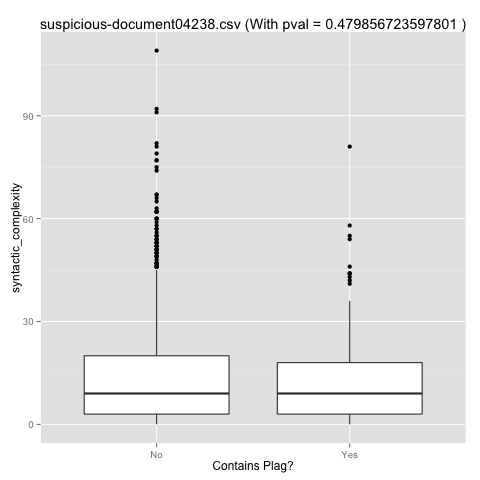 suspicious-document04238.csv (With pval = 0.479856723597801 )
syntactic_complexity
90
60
30
0
No
Yes
Contains Plag?